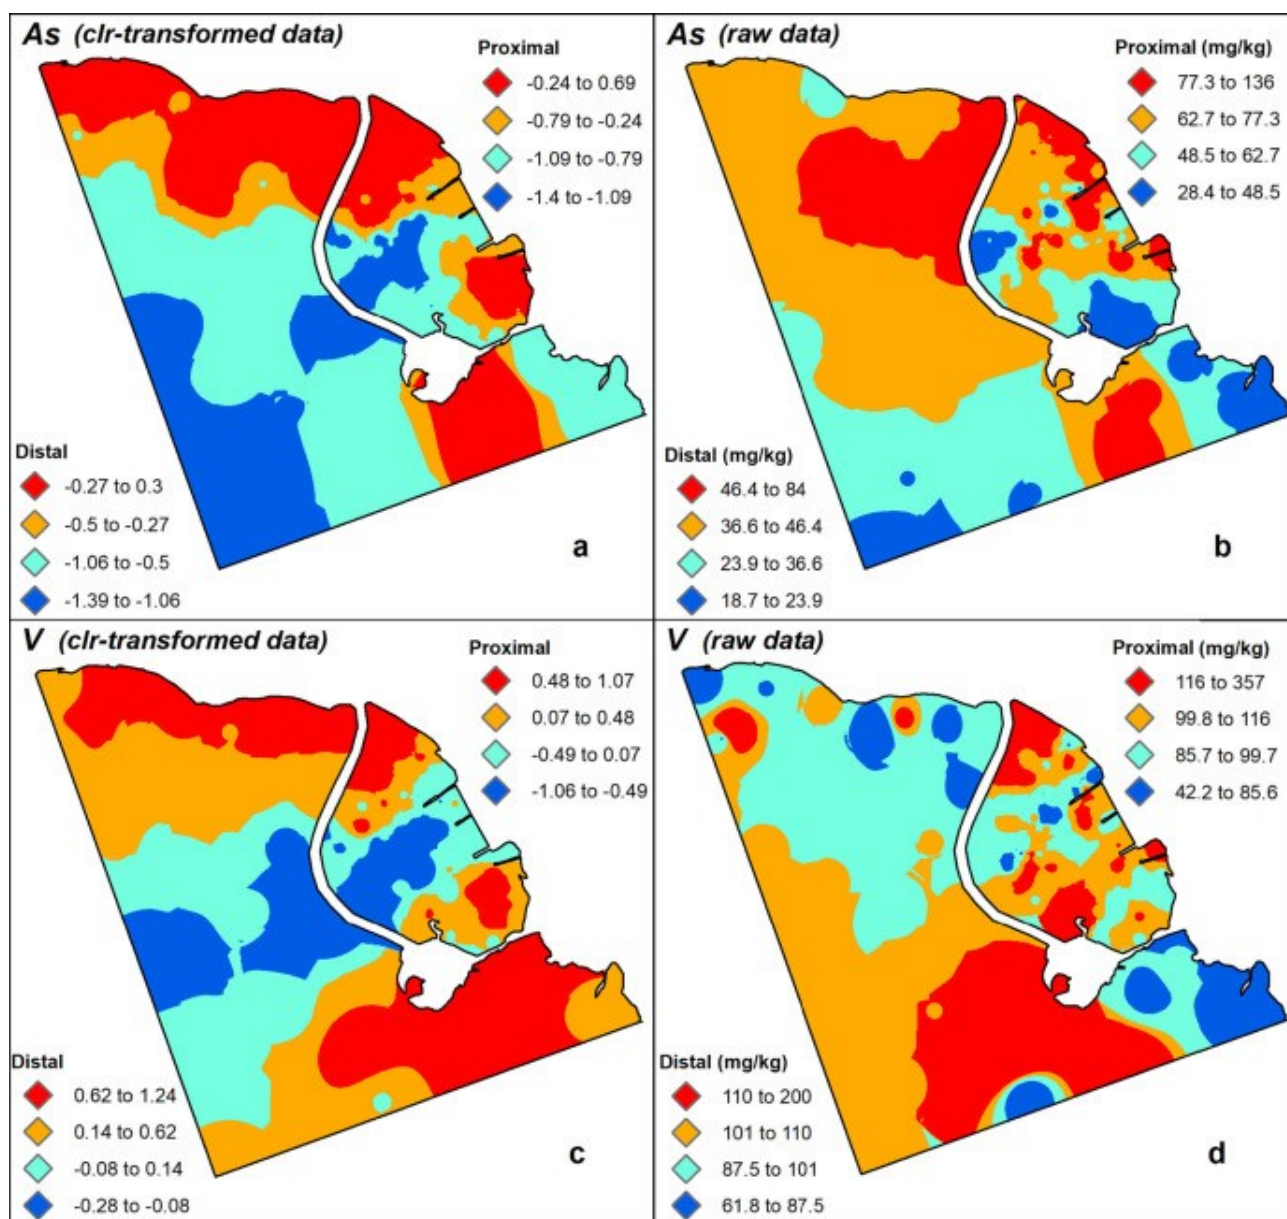 As (clr-transformed data)
Proximal
-0.24 to 0.69
-0.79 to -0.24
-1.09 to -0.79
-1.4 to -1.09
Distal
-0.27 to 0.3
-0.5 to -0.27
-1.06 to -0.5
-1.39 to -1.06
a
As (raw data)
Proximal (mg/kg)
77.3 to 136
62.7 to 77.3
48.5 to 62.7
28.4 to 48.5
Distal (mg/kg)
46.4 to 84
36.6 to 46.4
23.9 to 36.6
18.7 to 23.9
b
V (clr-transformed data)
Proximal
0.48 to 1.07
0.07 to 0.48
-0.49 to 0.07
-1.06 to -0.49
Distal
0.62 to 1.24
0.14 to 0.62
-0.08 to 0.14
-0.28 to -0.08
c
V (raw data)
Proximal (mg/kg)
116 to 357
99.8 to 116
85.7 to 99.7
42.2 to 85.6
Distal (mg/kg)
110 to 200
101 to 110
87.5 to 101
61.8 to 87.5
d